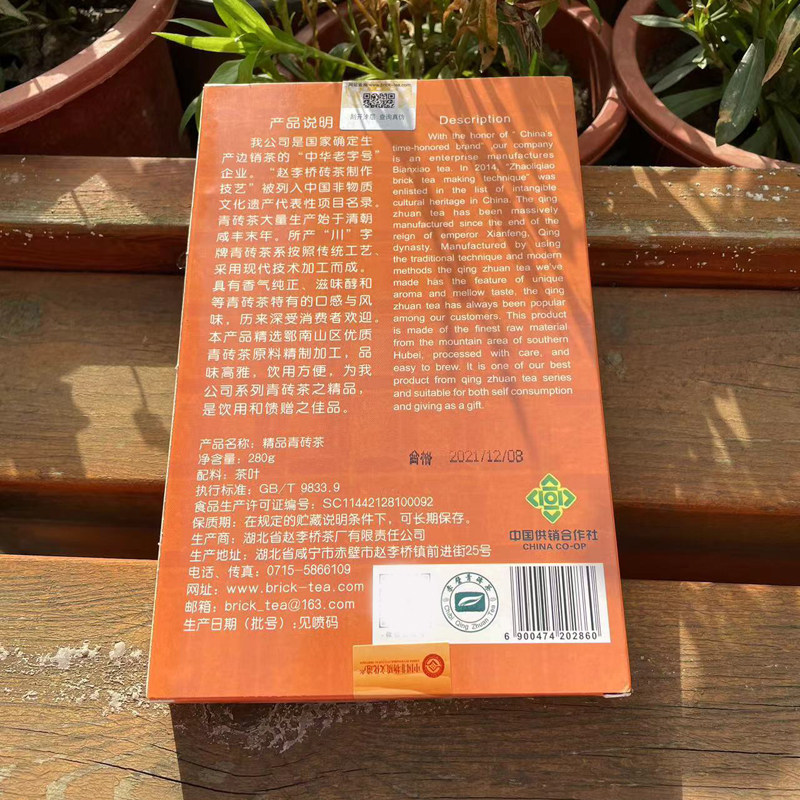 产品说明
我公司是国家确定生
产边销茶的“中华老字号”
企业。“赵李桥砖茶制作
技艺”被列入中国非物质
文化遗产代表性项目名录。
青砖茶大量生产始于清朝
咸丰末年。所产“川”字
牌青砖茶系按照传统工艺、
采用现代技术加工而成。
具有香气纯正、滋味醇和
等青砖茶特有的口感与风
味，历来深受消费者欢迎。
本产品精选鄂南山区优质
青砖茶原料精制加工，品
味高雅，饮用方便，为我
公司系列青砖茶之精品，
是饮用和馈赠之佳品。
Description
With the honor of " China's
time-honored brand" ,our company
is an enterprise manufactures
Bianxiao tea. In 2014, "Zhaoliqiao
brick tea making technique" was
enlisted in the list of intangible
cultural heritage in China. The qing
zhuan tea has been massively
manufactured since the end of the
reign of emperor Xianfeng, Qing
dynasty. Manufactured by using
the traditional technique and modern
methods the qing zhuan tea we've
made has the feature of unique
aroma and mellow taste, the qing
zhuan tea has always been popular
among our customers. This product
is made of the finest raw material
from the mountain area of southern
Hubei, processed with care, and
easy to brew. It is one of our best
product from qing zhuan tea series
and suitable for both self consumption
and giving as a gift.
产品名称：精品青砖茶
净含量：280g
配料：茶叶
执行标准：GB/T 9833.9
食品生产许可证编号：SC11442128100092
保质期：在规定的贮藏说明条件下，可长期保存。
生产商：湖北省赵李桥茶厂有限责任公司
生产地址：湖北省咸宁市赤壁市赵李桥镇前进街25号
电话、传真：0715-5866109
网址：www.brick-tea.com
邮箱：brick_tea@163.com
生产日期（批号）:见喷码
2021/12/08
中国供销合作社
CHINA CO-OP
赤壁青砖茶
Chibi Qing Zhuan Tea
6 900474 202860
中国非物质文化遗产